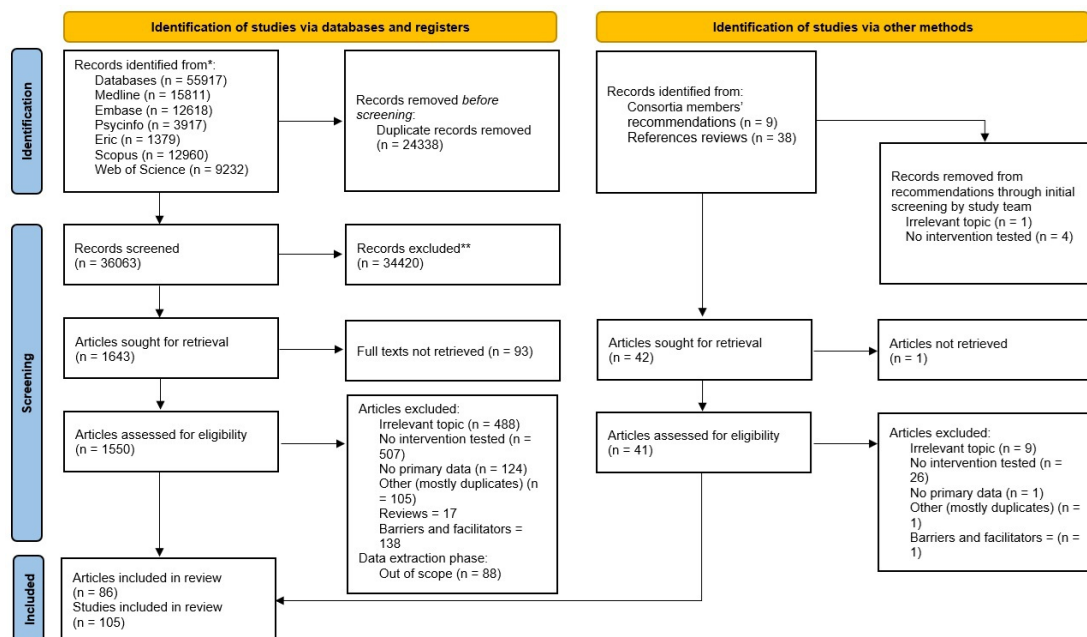 Identification of studies via databases and registers
Identification of studies via other methods
Identification
Records identified from*:
Databases (n = 55917)
Medline (n = 15811)
Embase (n = 12618)
Psycinfo (n = 3917)
Eric (n = 1379)
Scopus (n = 12960)
Web of Science (n = 9232)
Records removed before
screening:
Duplicate records removed
(n = 24338)
Records identified from:
Consortia members'
recommendations (n = 9)
References reviews (n = 38)
Records removed from
recommendations through initial
screening by study team
Irrelevant topic (n = 1)
No intervention tested (n = 4)
Screening
Records screened
(n = 36063)
Records excluded**
(n = 34420)
Articles sought for retrieval
(n = 1643)
Full texts not retrieved (n = 93)
Articles sought for retrieval
(n = 42)
Articles not retrieved
(n = 1)
Articles assessed for eligibility
(n = 1550)
Articles excluded:
Irrelevant topic (n = 488)
No intervention tested (n =
507)
No primary data (n = 124)
Other (mostly duplicates) (n
= 105)
Reviews = 17
Barriers and facilitators =
138
Data extraction phase:
Out of scope (n = 88)
Articles assessed for eligibility
(n = 41)
Articles excluded:
Irrelevant topic (n = 9)
No intervention tested (n =
26)
No primary data (n = 1)
Other (mostly duplicates) (n =
1)
Barriers and facilitators = (n
= 1)
Included
Articles included in review
(n = 86)
Studies included in review
(n = 105)